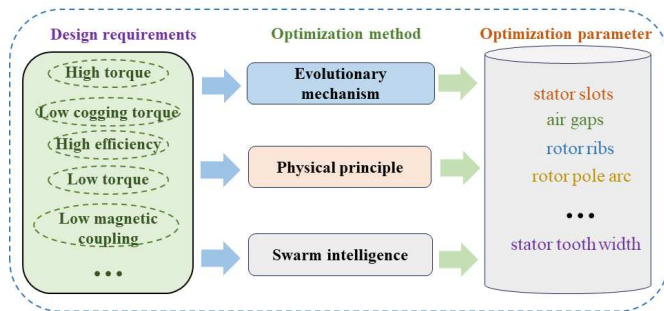 Design requirements
Optimization method
Optimization parameter
High torque
Low cogging torque
High efficiency
Low torque
Low magnetic
coupling
•••
Evolutionary
mechanism
Physical principle
Swarm intelligence
stator slots
air gaps
rotor ribs
rotor pole arc
•••
stator tooth width